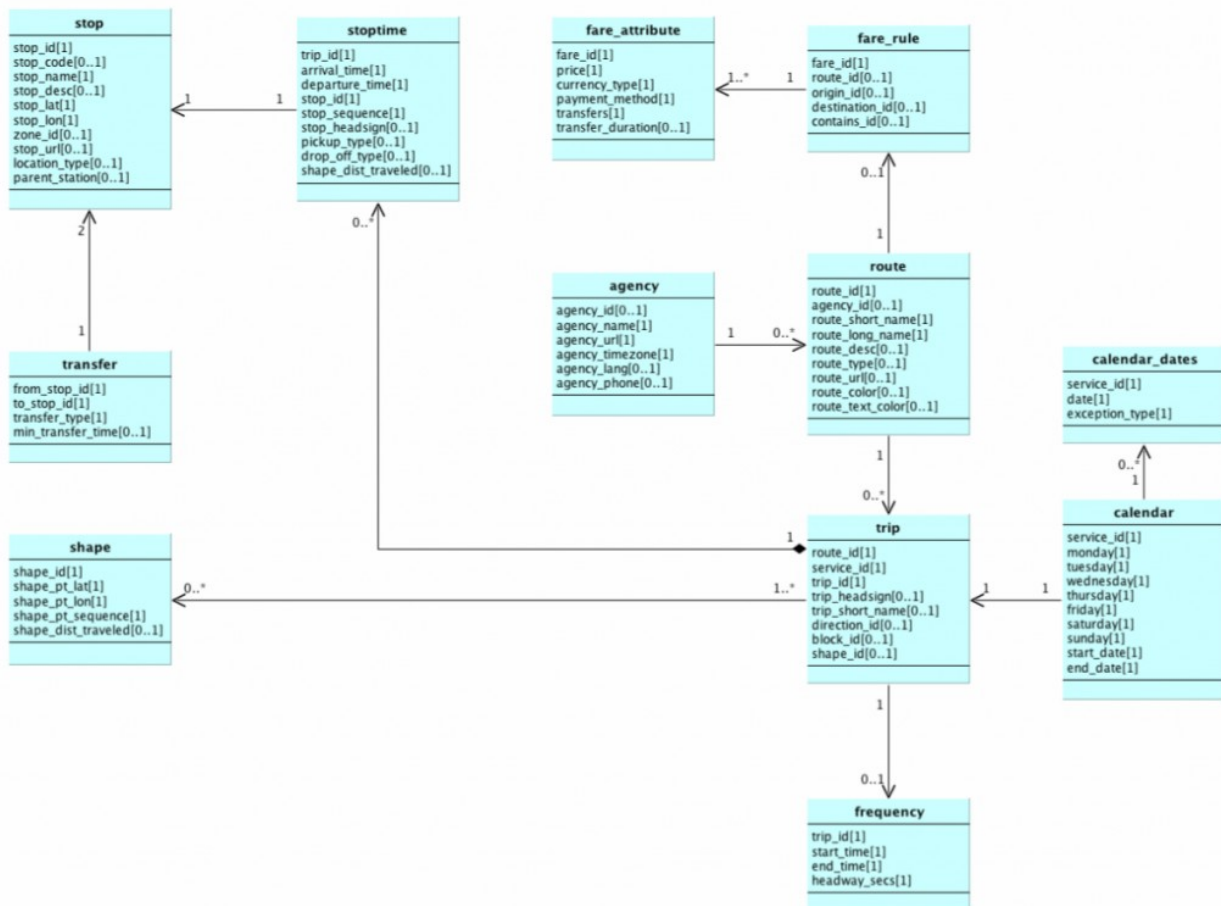 stop
stop_id[1]
stop_code[0..1]
stop_name[1]
stop_desc[0..1]
stop_lat[1]
stop_lon[1]
zone_id[0..1]
stop_url[0..1]
location_type[0..1]
parent_station[0..1]
1
1
stoptime
trip_id[1]
arrival_time[1]
departure_time[1]
stop_id[1]
stop_sequence[1]
stop_headsign[0..1]
pickup_type[0..1]
drop_off_type[0..1]
shape_dist_traveled[0..1]
0..*
fare_attribute
fare_id[1]
price[1]
currency_type[1]
payment_method[1]
transfers[1]
transfer_duration[0..1]
1..*
1
fare_rule
fare_id[1]
route_id[0..1]
origin_id[0..1]
destination_id[0..1]
contains_id[0..1]
0..1
1
2
1
transfer
from_stop_id[1]
to_stop_id[1]
transfer_type[1]
min_transfer_time[0..1]
agency
agency_id[0..1]
agency_name[1]
agency_url[1]
agency_timezone[1]
agency_lang[0..1]
agency_phone[0..1]
1
0..*
route
route_id[1]
agency_id[0..1]
route_short_name[1]
route_long_name[1]
route_desc[0..1]
route_type[0..1]
route_url[0..1]
route_color[0..1]
route_text_color[0..1]
1
0..*
calendar_dates
service_id[1]
date[1]
exception_type[1]
0..*
1
shape
shape_id[1]
shape_pt_lat[1]
shape_pt_lon[1]
shape_pt_sequence[1]
shape_dist_traveled[0..1]
0..*
1
1..*
trip
route_id[1]
service_id[1]
trip_id[1]
trip_headsign[0..1]
trip_short_name[0..1]
direction_id[0..1]
block_id[0..1]
shape_id[0..1]
1
1
calendar
service_id[1]
monday[1]
tuesday[1]
wednesday[1]
thursday[1]
friday[1]
saturday[1]
sunday[1]
start_date[1]
end_date[1]
1
0..1
frequency
trip_id[1]
start_time[1]
end_time[1]
headway_secs[1]